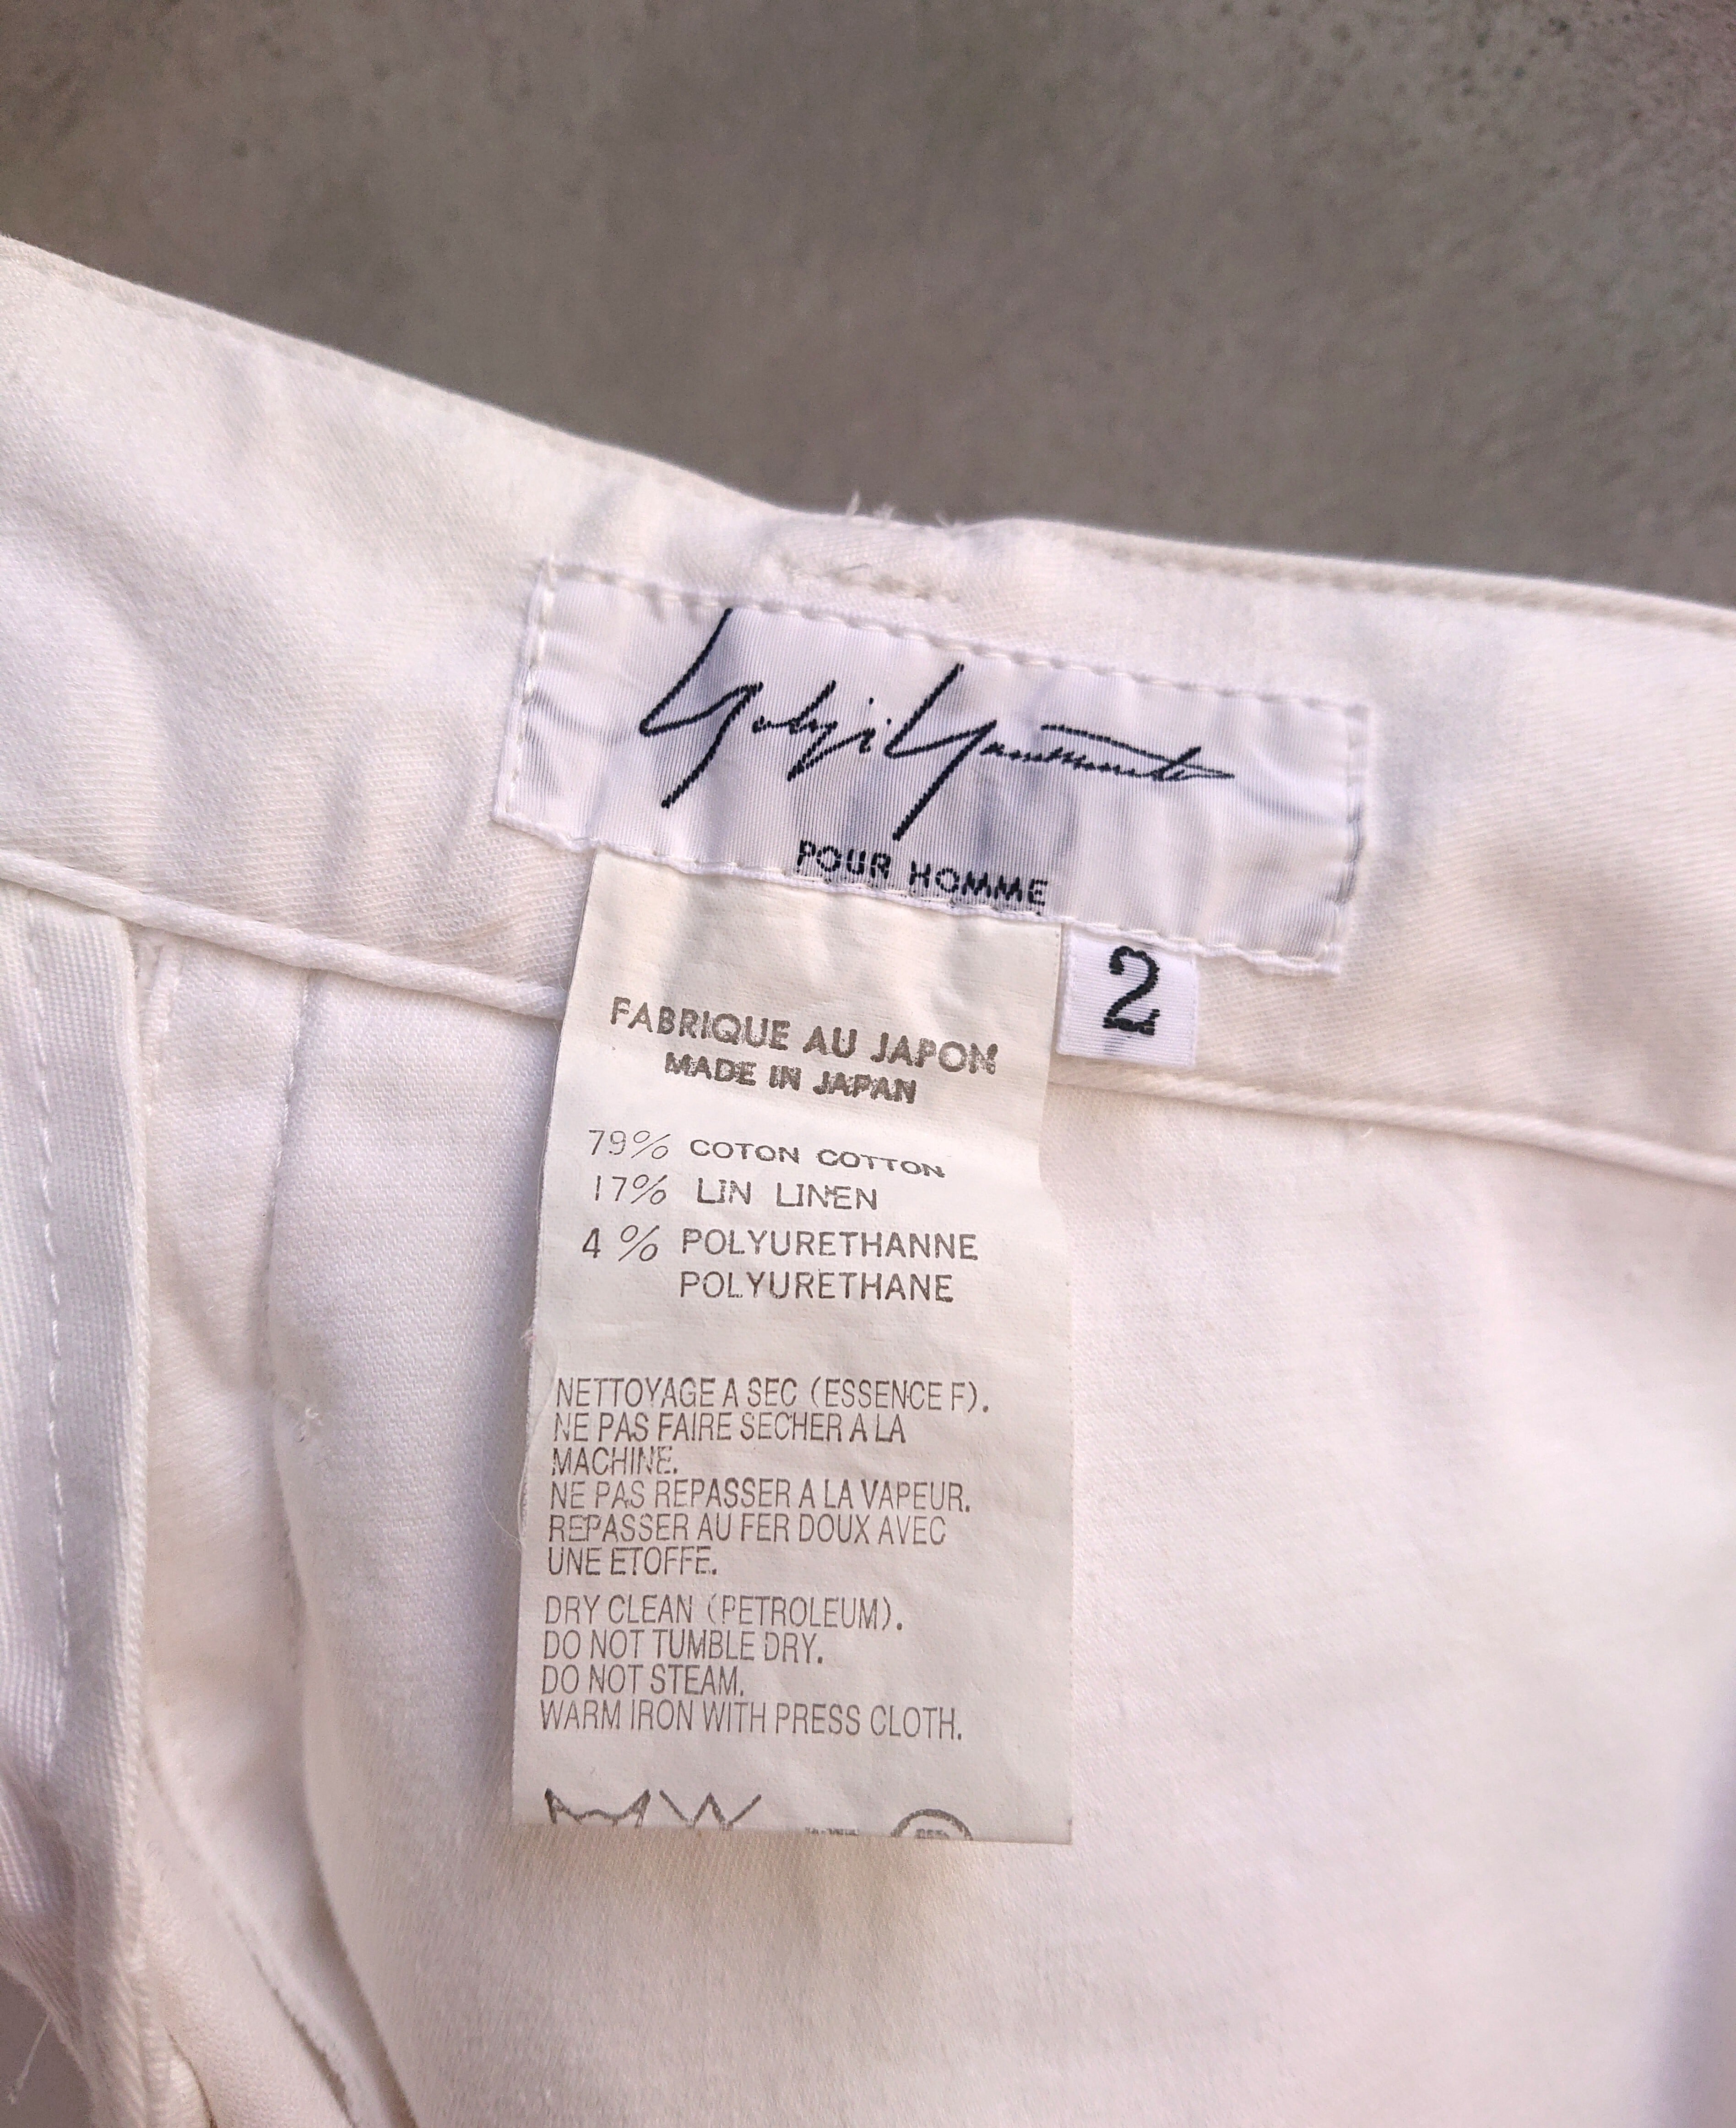 Yohji Yamamoto
POUR HOMME
2
FABRIQUE AU JAPON
MADE IN JAPAN
79% COTON COTTON
17% LIN LINEN
4% POLYURETHANNE
POLYURETHANE
NETTOYAGE A SEC (ESSENCE F).
NE PAS FAIRE SECHER A LA
MACHINE.
NE PAS REPASSER A LA VAPEUR.
REPASSER AU FER DOUX AVEC
UNE ETOFFE.
DRY CLEAN (PETROLEUM).
DO NOT TUMBLE DRY.
DO NOT STEAM.
WARM IRON WITH PRESS CLOTH.